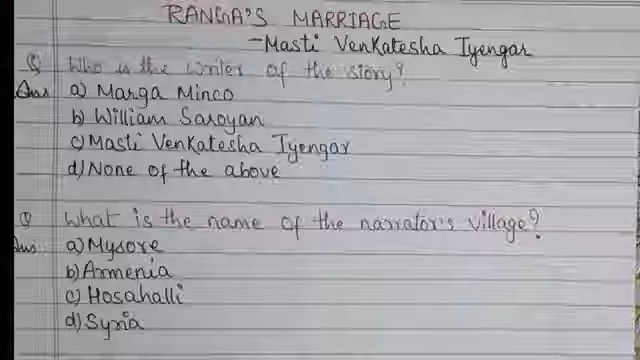 RANGA'S MARRIAGE
-Masti Venkatesha Iyengar
Q Who is the writer of the story?
Ans a) Marga Minco
b) William Saroyan
c) Masti Venkatesha Iyengar
d) None of the above
Q What is the name of the narrator's village?
Ans. a) Mysore
b) Armenia
c) Hosahalli
d) Syria